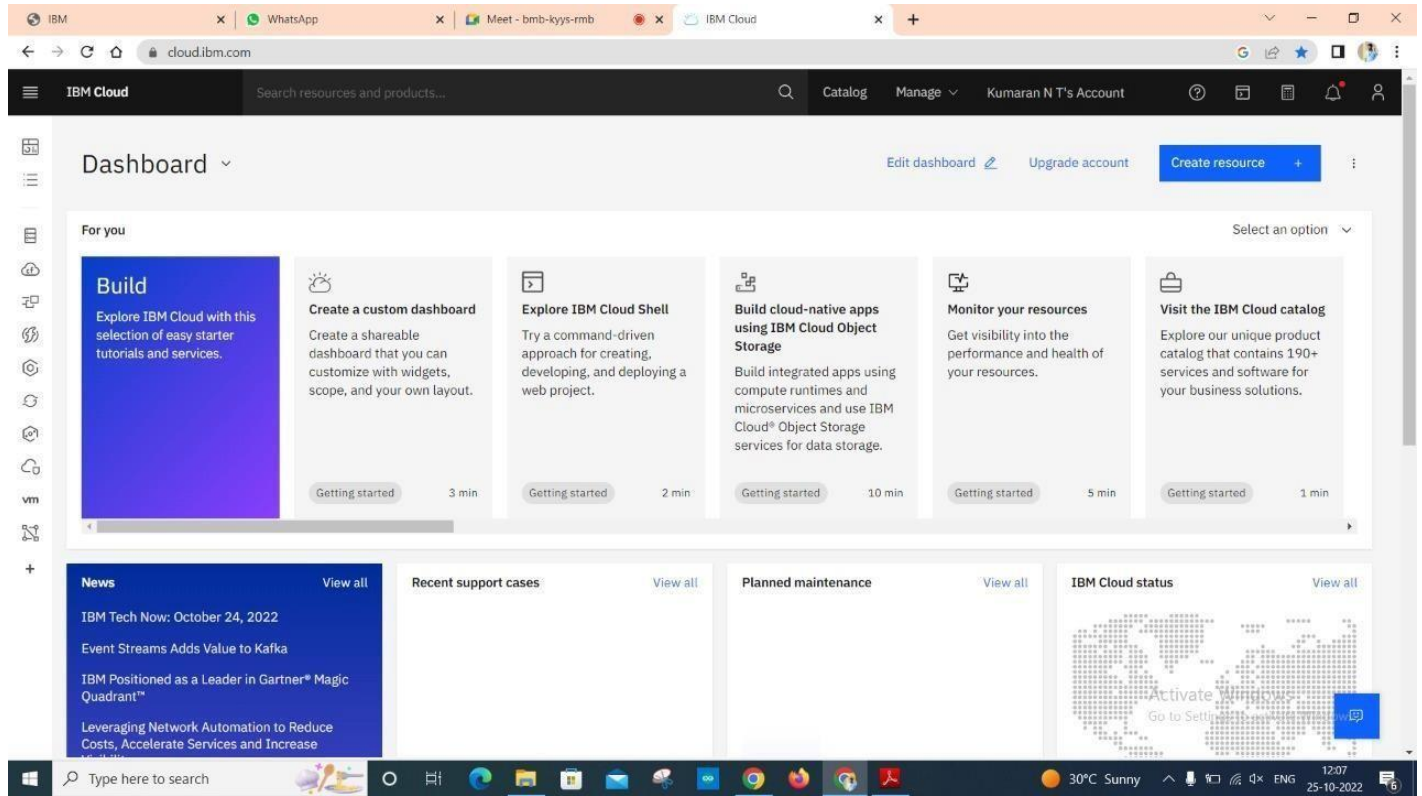 IBM
WhatsApp
Meet - bmb-kyys-rmb
IBM Cloud
cloud.ibm.com
IBM Cloud
Search resources and products...
Catalog
Manage
Kumaran N T's Account
Dashboard
Edit dashboard
Upgrade account
Create resource +
For you
Select an option
Build
Explore IBM Cloud with this
selection of easy starter
tutorials and services.
Create a custom dashboard
Create a shareable
dashboard that you can
customize with widgets,
scope, and your own layout.
Getting started 3 min
Explore IBM Cloud Shell
Try a command-driven
approach for creating,
developing, and deploying a
web project.
Getting started 2 min
Build cloud-native apps
using IBM Cloud Object
Storage
Build integrated apps using
compute runtimes and
microservices and use IBM
Cloud® Object Storage
services for data storage.
Getting started 10 min
Monitor your resources
Get visibility into the
performance and health of
your resources.
Getting started 5 min
Visit the IBM Cloud catalog
Explore our unique product
catalog that contains 190+
services and software for
your business solutions.
Getting started 1 min
vm
News View all
IBM Tech Now: October 24, 2022
Event Streams Adds Value to Kafka
IBM Positioned as a Leader in Gartner® Magic
Quadrant™
Leveraging Network Automation to Reduce
Costs, Accelerate Services and Increase
Recent support cases View all
Planned maintenance View all
IBM Cloud status View all
Activate Windows
Go to Settings to activate Windows
Type here to search
30°C Sunny
ENG
12:07
25-10-2022
6